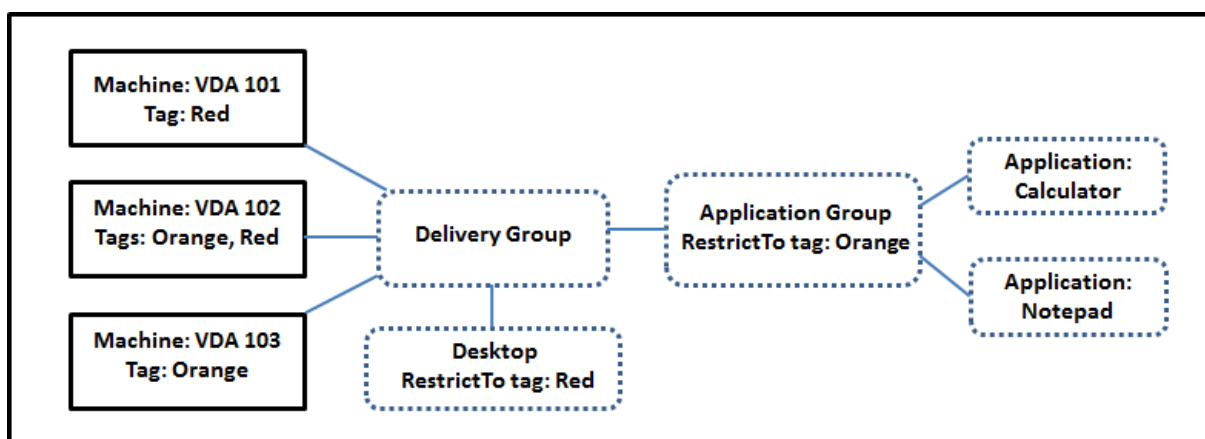 Machine: VDA 101
Tag: Red
Machine: VDA 102
Tags: Orange, Red
Machine: VDA 103
Tag: Orange
Delivery Group
Desktop
RestrictTo tag: Red
Application Group
RestrictTo tag: Orange
Application:
Calculator
Application:
Notepad